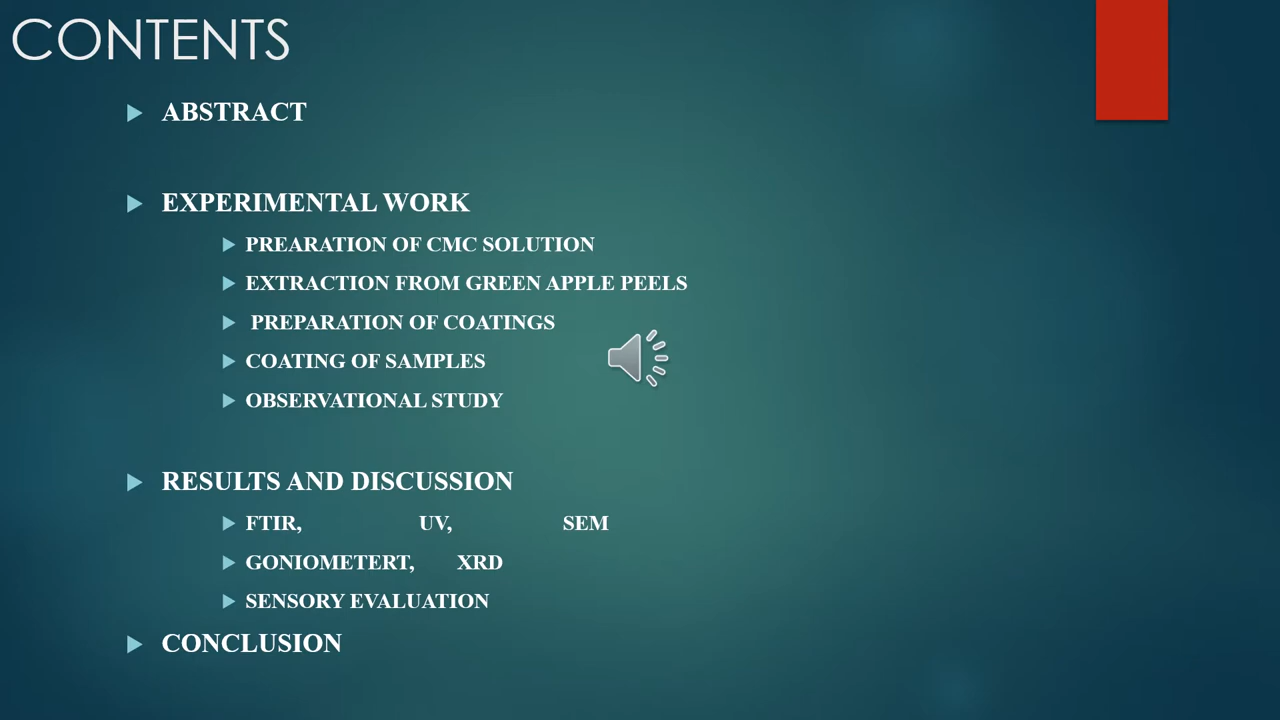 CONTENTS
ABSTRACT
EXPERIMENTAL WORK
PREARATION OF CMC SOLUTION
EXTRACTION FROM GREEN APPLE PEELS
PREPARATION OF COATINGS
COATING OF SAMPLES
OBSERVATIONAL STUDY
RESULTS AND DISCUSSION
FTIR, UV, SEM
GONIOMETERT, XRD
SENSORY EVALUATION
CONCLUSION